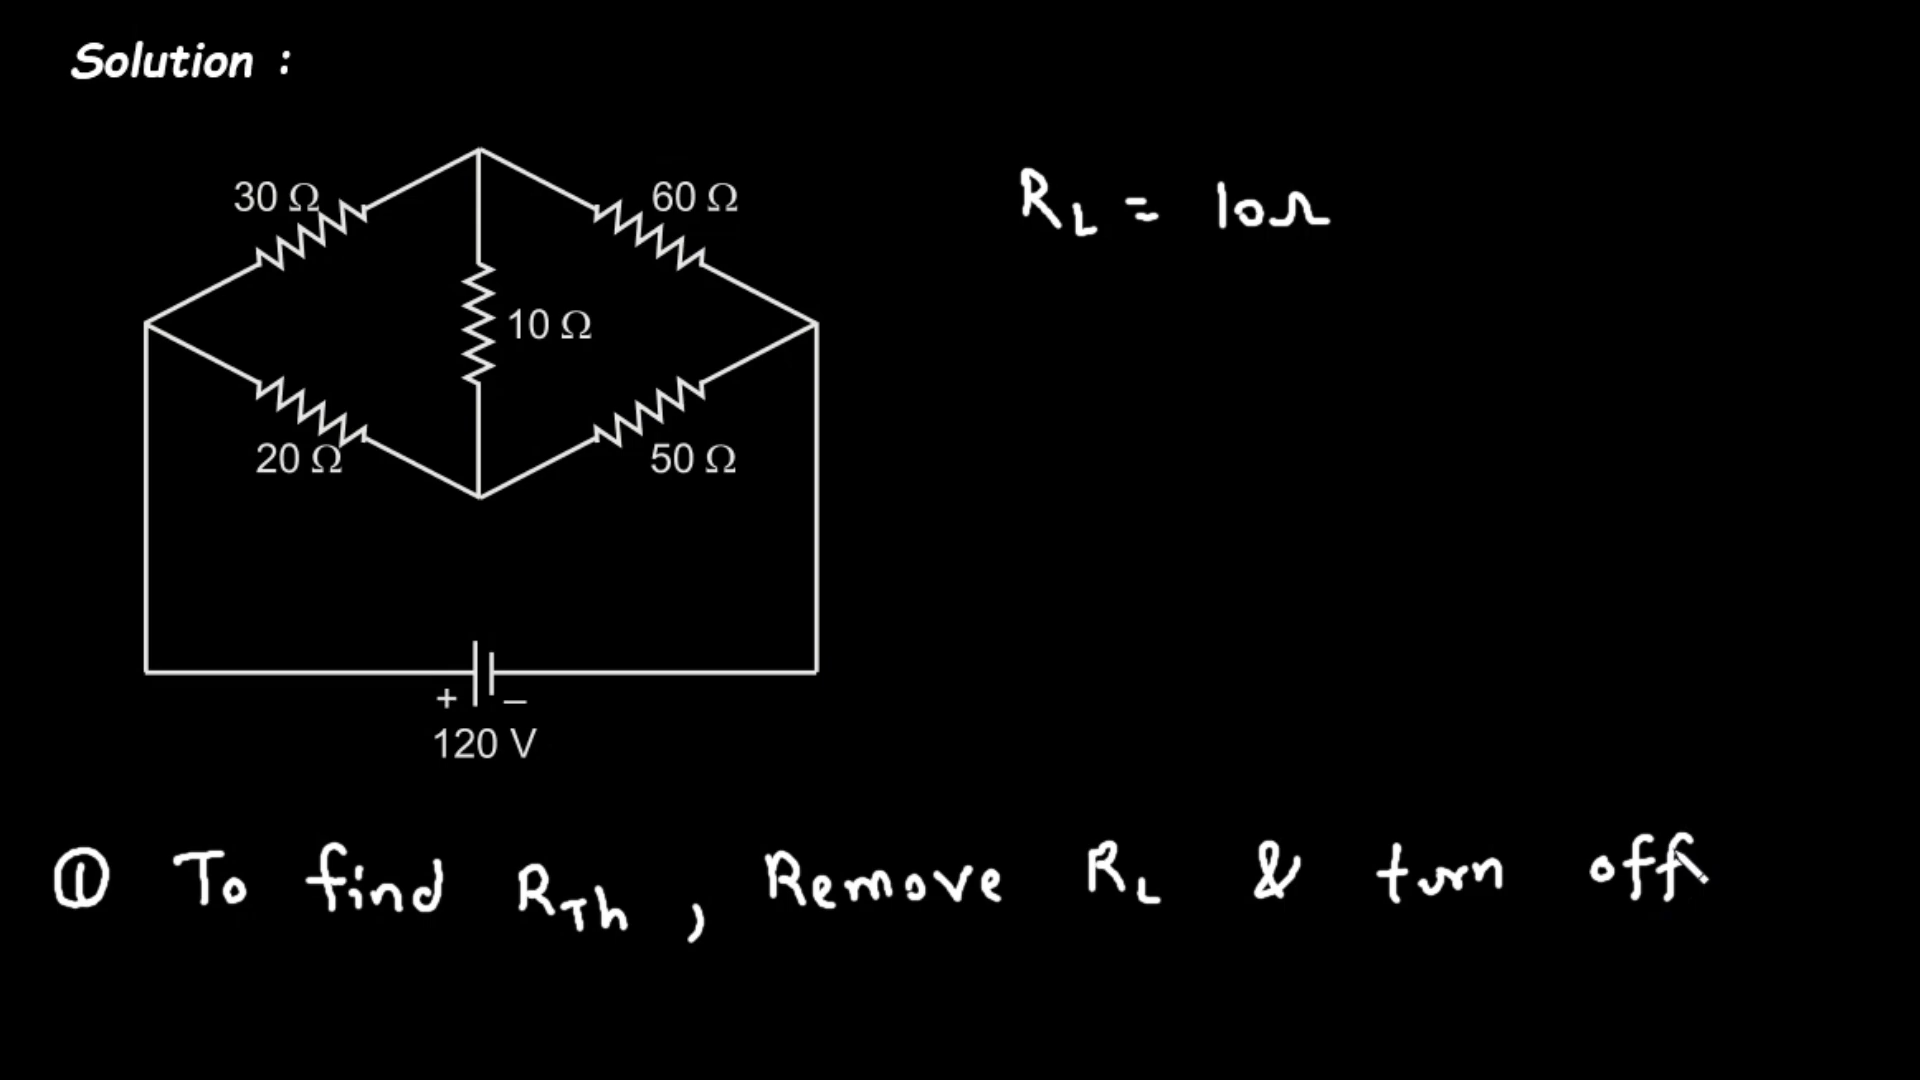 Solution :
30 Ω
60 Ω
R_L = 10Ω
10 Ω
20 Ω
50 Ω
+ −
120 V
① To find R_Th , Remove R_L & turn off